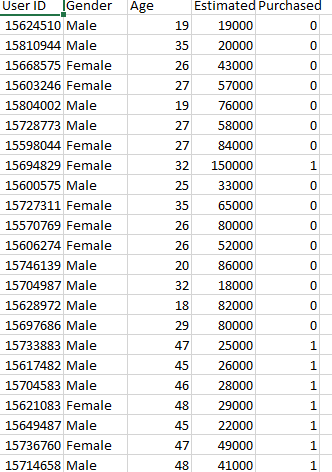 User ID Gender Age Estimated Purchased
15624510 Male 19 19000 0
15810944 Male 35 20000 0
15668575 Female 26 43000 0
15603246 Female 27 57000 0
15804002 Male 19 76000 0
15728773 Male 27 58000 0
15598044 Female 27 84000 0
15694829 Female 32 150000 1
15600575 Male 25 33000 0
15727311 Female 35 65000 0
15570769 Female 26 80000 0
15606274 Female 26 52000 0
15746139 Male 20 86000 0
15704987 Male 32 18000 0
15628972 Male 18 82000 0
15697686 Male 29 80000 0
15733883 Male 47 25000 1
15617482 Male 45 26000 1
15704583 Male 46 28000 1
15621083 Female 48 29000 1
15649487 Male 45 22000 1
15736760 Female 47 49000 1
15714658 Male 48 41000 1